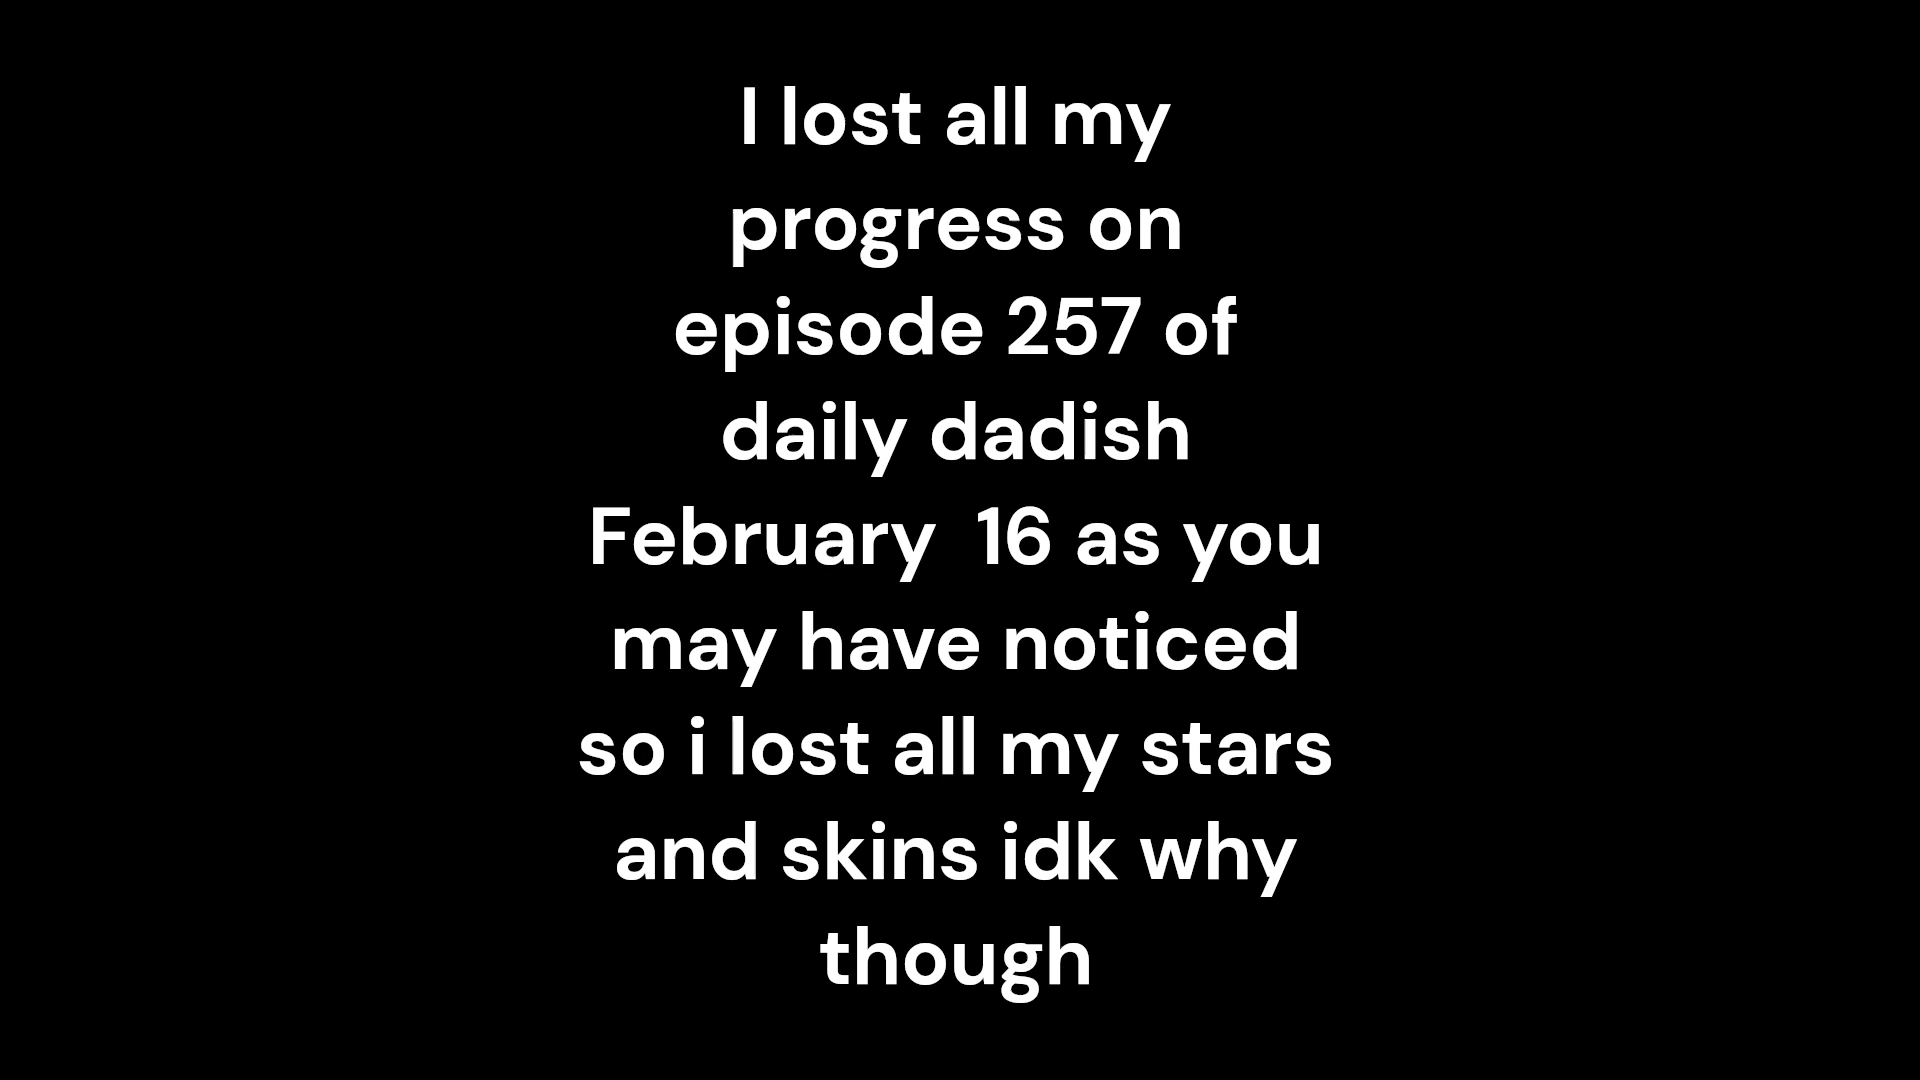 I lost all my
progress on
episode 257 of
daily dadish
February  16 as you
may have noticed
so i lost all my stars
and skins idk why
though